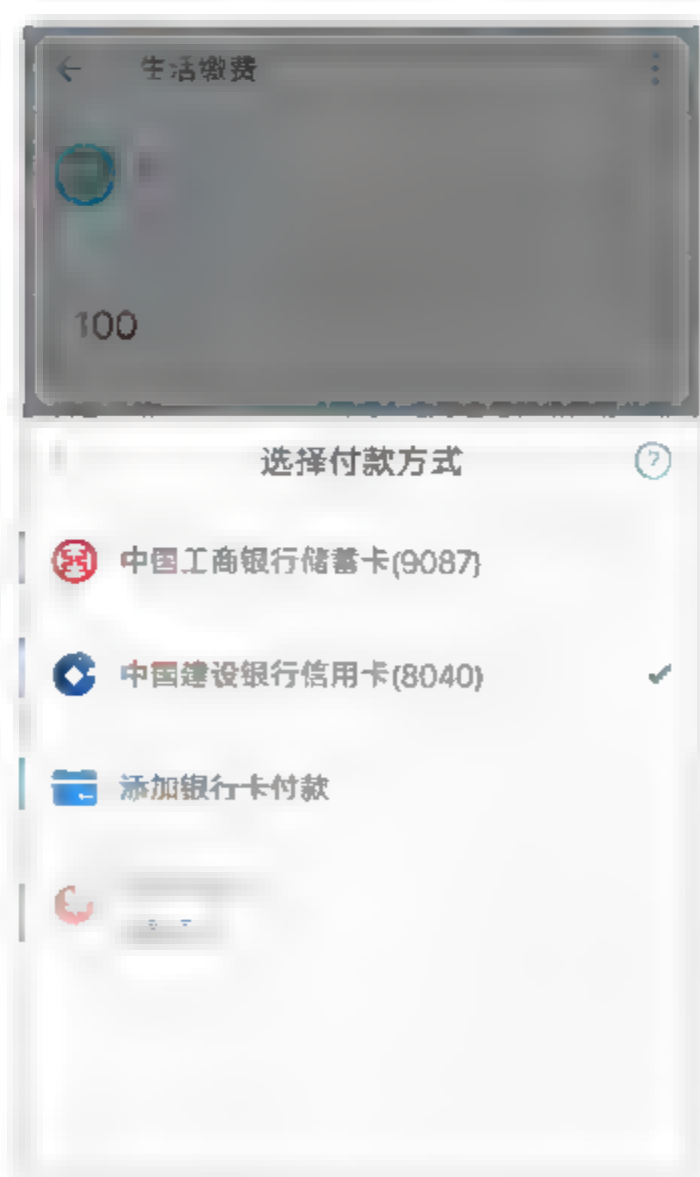 生活缴费
100
选择付款方式
?
中国工商银行储蓄卡(9087)
中国建设银行信用卡(8040)
添加银行卡付款